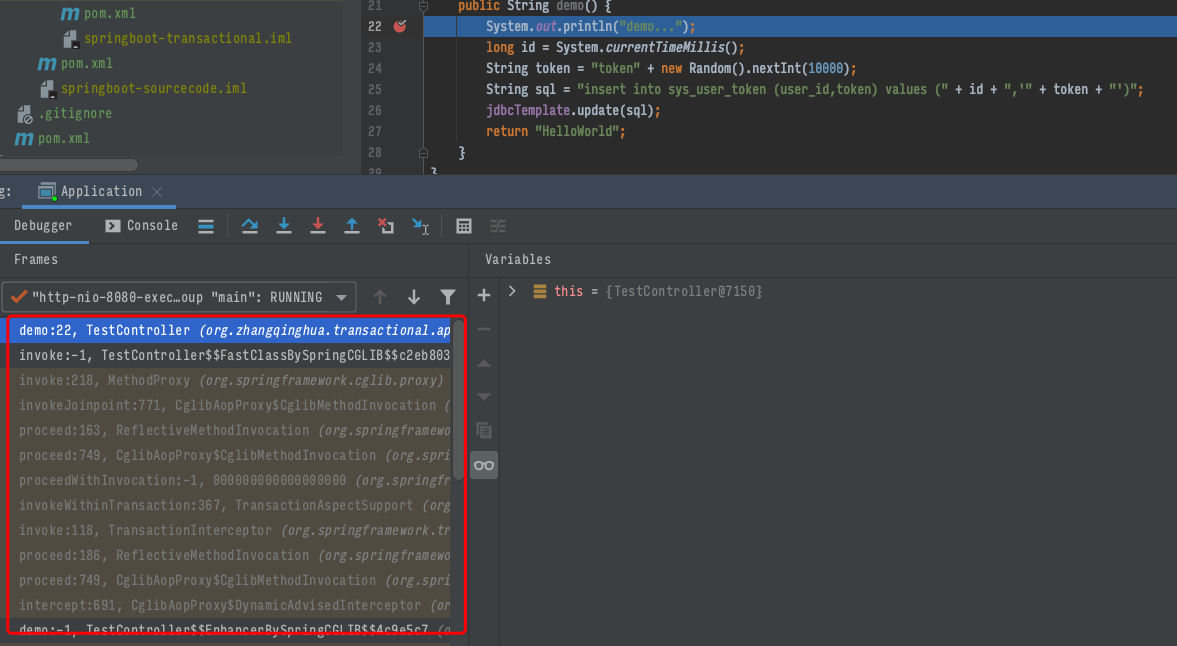 pom.xml
springboot-transactional.iml
pom.xml
springboot-sourcecode.iml
.gitignore
pom.xml
21 public String demo() {
22 System.out.println("demo...");
23 long id = System.currentTimeMillis();
24 String token = "token" + new Random().nextInt(10000);
25 String sql = "insert into sys_user_token (user_id,token) values (" + id + ",'" + token + "')";
26 jdbcTemplate.update(sql);
27 return "HelloWorld";
28 }
29 }
g: Application
Debugger Console
Frames Variables
"http-nio-8080-exec…oup "main": RUNNING
this = {TestController@7150}
demo:22, TestController (org.zhangqinghua.transactional.ap
invoke:-1, TestController$$FastClassBySpringCGLIB$$c2eb803
invoke:218, MethodProxy (org.springframework.cglib.proxy)
invokeJoinpoint:771, CglibAopProxy$CglibMethodInvocation (
proceed:163, ReflectiveMethodInvocation (org.springframewo
proceed:749, CglibAopProxy$CglibMethodInvocation (org.spri
proceedWithInvocation:-1, 000000000000000000 (org.springfr
invokeWithinTransaction:367, TransactionAspectSupport (org
invoke:118, TransactionInterceptor (org.springframework.tr
proceed:186, ReflectiveMethodInvocation (org.springframewo
proceed:749, CglibAopProxy$CglibMethodInvocation (org.spri
intercept:691, CglibAopProxy$DynamicAdvisedInterceptor (or
demo:-1, TestController$$EnhancerBySpringCGLIB$$4c9e5c7 (o